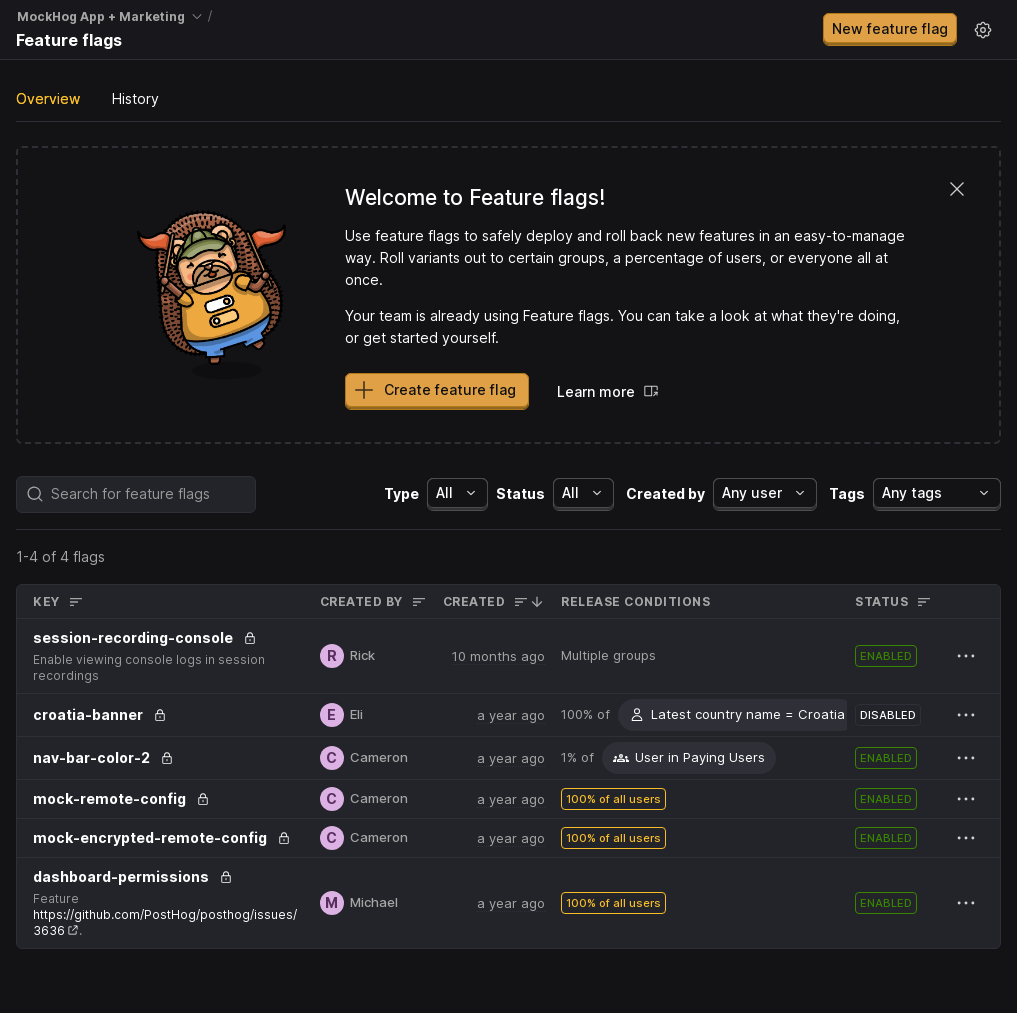 MockHog App + Marketing /
Feature flags
New feature flag
Overview
History
Welcome to Feature flags!
Use feature flags to safely deploy and roll back new features in an easy-to-manage
way. Roll variants out to certain groups, a percentage of users, or everyone all at
once.
Your team is already using Feature flags. You can take a look at what they're doing,
or get started yourself.
Create feature flag
Learn more
Search for feature flags
Type All Status All Created by Any user Tags Any tags
1-4 of 4 flags
KEY CREATED BY CREATED RELEASE CONDITIONS STATUS
session-recording-console
Enable viewing console logs in session
recordings
R Rick 10 months ago Multiple groups ENABLED
croatia-banner E Eli a year ago 100% of Latest country name = Croatia DISABLED
nav-bar-color-2 C Cameron a year ago 1% of User in Paying Users ENABLED
mock-remote-config C Cameron a year ago 100% of all users ENABLED
mock-encrypted-remote-config C Cameron a year ago 100% of all users ENABLED
dashboard-permissions
Feature
https://github.com/PostHog/posthog/issues/
3636.
M Michael a year ago 100% of all users ENABLED